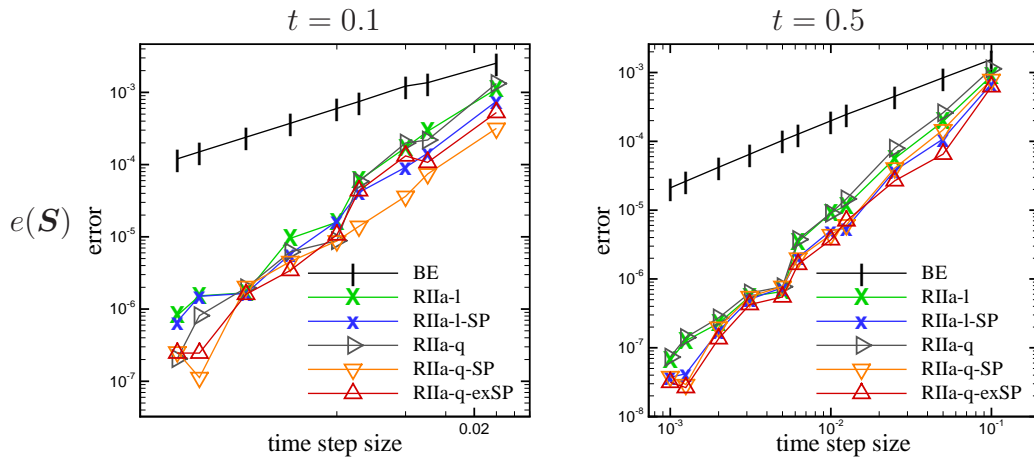 t = 0.1
t = 0.5
e(S)
error
10⁻³
10⁻⁴
10⁻⁵
10⁻⁶
10⁻⁷
BE
RIIa-l
RIIa-l-SP
RIIa-q
RIIa-q-SP
RIIa-q-exSP
0.02
time step size
error
10⁻³
10⁻⁴
10⁻⁵
10⁻⁶
10⁻⁷
10⁻⁸
BE
RIIa-l
RIIa-l-SP
RIIa-q
RIIa-q-SP
RIIa-q-exSP
10⁻³ 10⁻² 10⁻¹
time step size